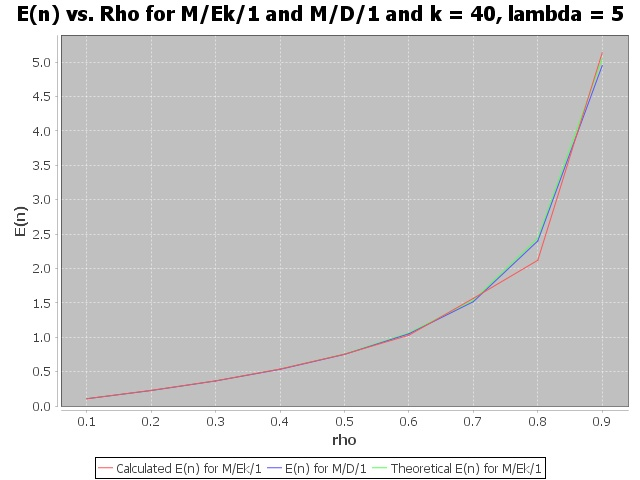 E(n) vs. Rho for M/Ek/1 and M/D/1 and k = 40, lambda = 5
5.0
4.5
4.0
3.5
3.0
2.5
2.0
1.5
1.0
0.5
0.0
E(n)
0.1 0.2 0.3 0.4 0.5 0.6 0.7 0.8 0.9
rho
Calculated E(n) for M/Ek/1 E(n) for M/D/1 Theoretical E(n) for M/Ek/1